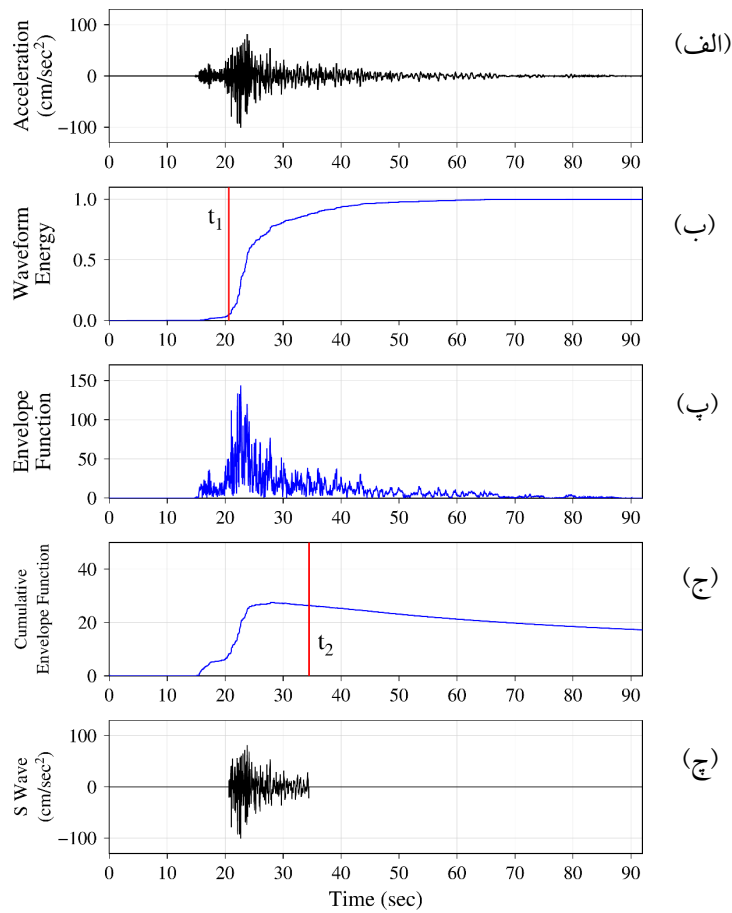 Acceleration
(cm/sec²)
100
0
−100
0 10 20 30 40 50 60 70 80 90
(الف)
Waveform
Energy
1.0
0.5
0.0
t₁
0 10 20 30 40 50 60 70 80 90
(ب)
Envelope
Function
150
100
50
0
0 10 20 30 40 50 60 70 80 90
(پ)
Cumulative
Envelope Function
40
20
0
t₂
0 10 20 30 40 50 60 70 80 90
(ج)
S Wave
(cm/sec²)
100
0
−100
0 10 20 30 40 50 60 70 80 90
(چ)
Time (sec)